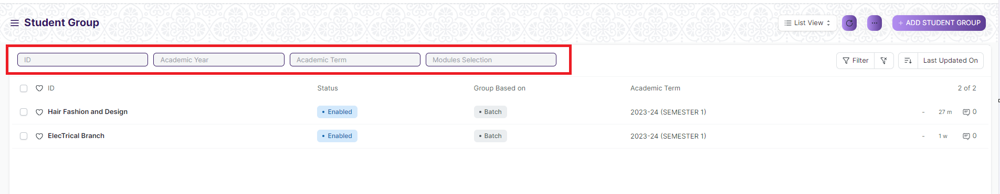 Student Group
List View
+ ADD STUDENT GROUP
ID Academic Year Academic Term Modules Selection
Filter Last Updated On
ID Status Group Based on Academic Term 2 of 2
Hair Fashion and Design • Enabled • Batch 2023-24 (SEMESTER 1) - 27 m 0
ElecTrical Branch • Enabled • Batch 2023-24 (SEMESTER 1) - 1 w 0